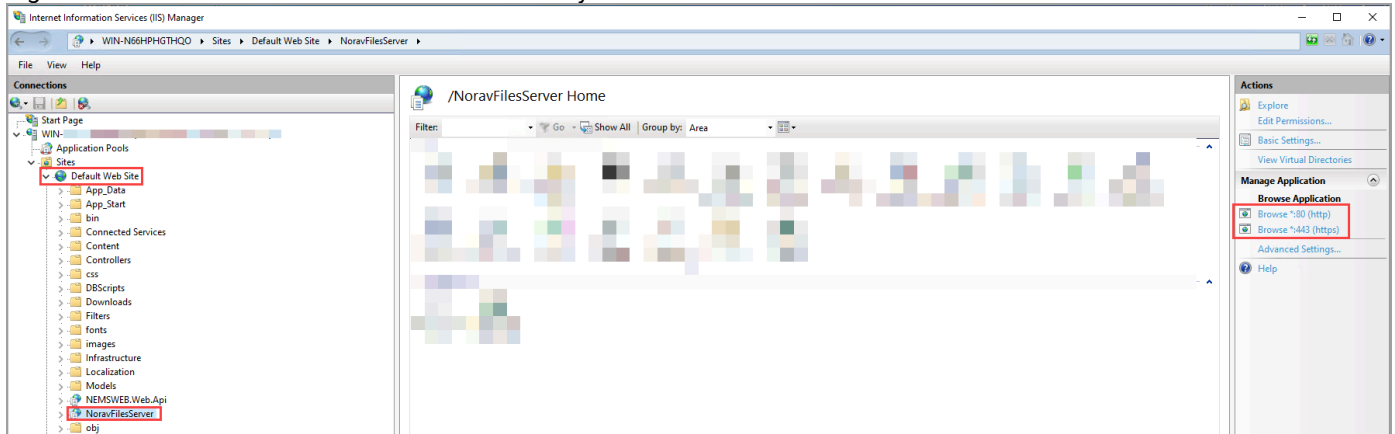 Internet Information Services (IIS) Manager
WIN-N66HPHGTHQO ▸ Sites ▸ Default Web Site ▸ NoravFilesServer ▸
File View Help
Connections
Start Page
WIN-
Application Pools
Sites
Default Web Site
App_Data
App_Start
bin
Connected Services
Content
Controllers
css
DBScripts
Downloads
Filters
fonts
images
Infrastructure
Localization
Models
NEMSWEB.Web.Api
NoravFilesServer
obj
/NoravFilesServer Home
Filter: Go Show All Group by: Area
Actions
Explore
Edit Permissions...
Basic Settings...
View Virtual Directories
Manage Application
Browse Application
Browse *:80 (http)
Browse *:443 (https)
Advanced Settings...
Help